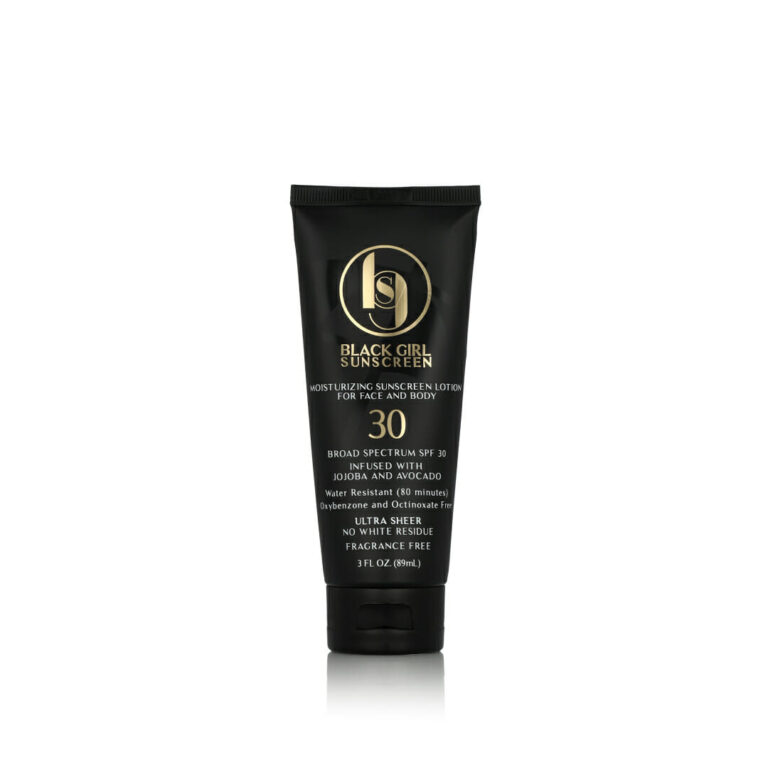 bsg
BLACK GIRL
SUNSCREEN
MOISTURIZING SUNSCREEN LOTION
FOR FACE AND BODY
30
BROAD SPECTRUM SPF 30
INFUSED WITH
JOJOBA AND AVOCADO
Water Resistant (80 minutes)
Oxybenzone and Octinoxate Free
ULTRA SHEER
NO WHITE RESIDUE
FRAGRANCE FREE
3 FL OZ. (89mL)